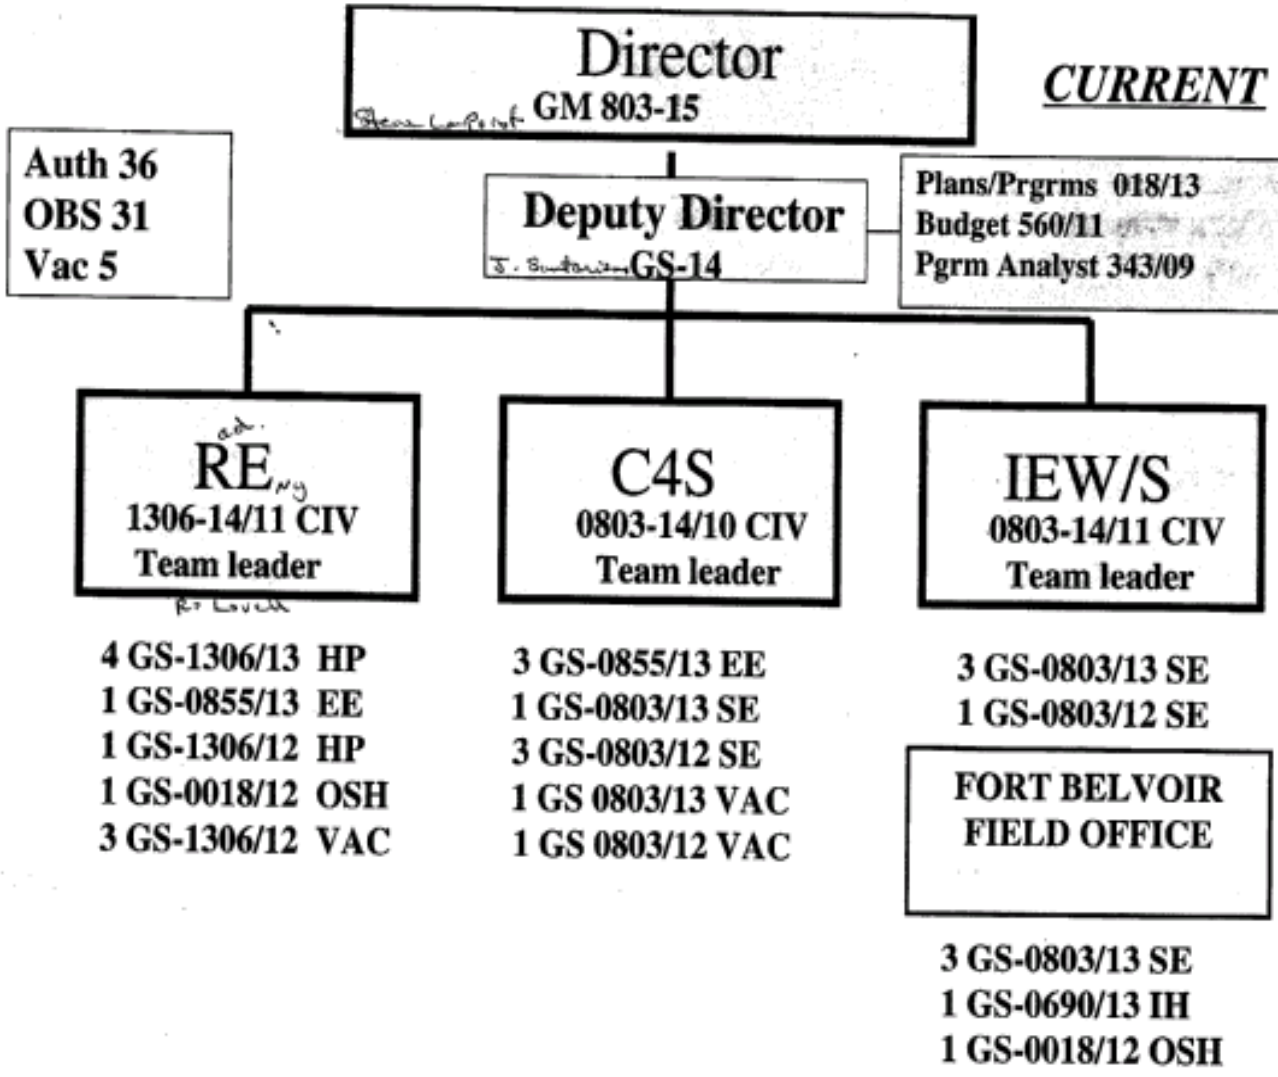 Director
CURRENT
GM 803-15
Auth 36
OBS 31
Vac 5
Deputy Director
J. GS-14
Plans/Prgrms 018/13
Budget 560/11
Pgrm Analyst 343/09
ad.
RE
1306-14/11 CIV
Team leader
R. Lovell
C4S
0803-14/10 CIV
Team leader
IEW/S
0803-14/11 CIV
Team leader
4 GS-1306/13 HP
1 GS-0855/13 EE
1 GS-1306/12 HP
1 GS-0018/12 OSH
3 GS-1306/12 VAC
3 GS-0855/13 EE
1 GS-0803/13 SE
3 GS-0803/12 SE
1 GS 0803/13 VAC
1 GS 0803/12 VAC
3 GS-0803/13 SE
1 GS-0803/12 SE
FORT BELVOIR
FIELD OFFICE
3 GS-0803/13 SE
1 GS-0690/13 IH
1 GS-0018/12 OSH